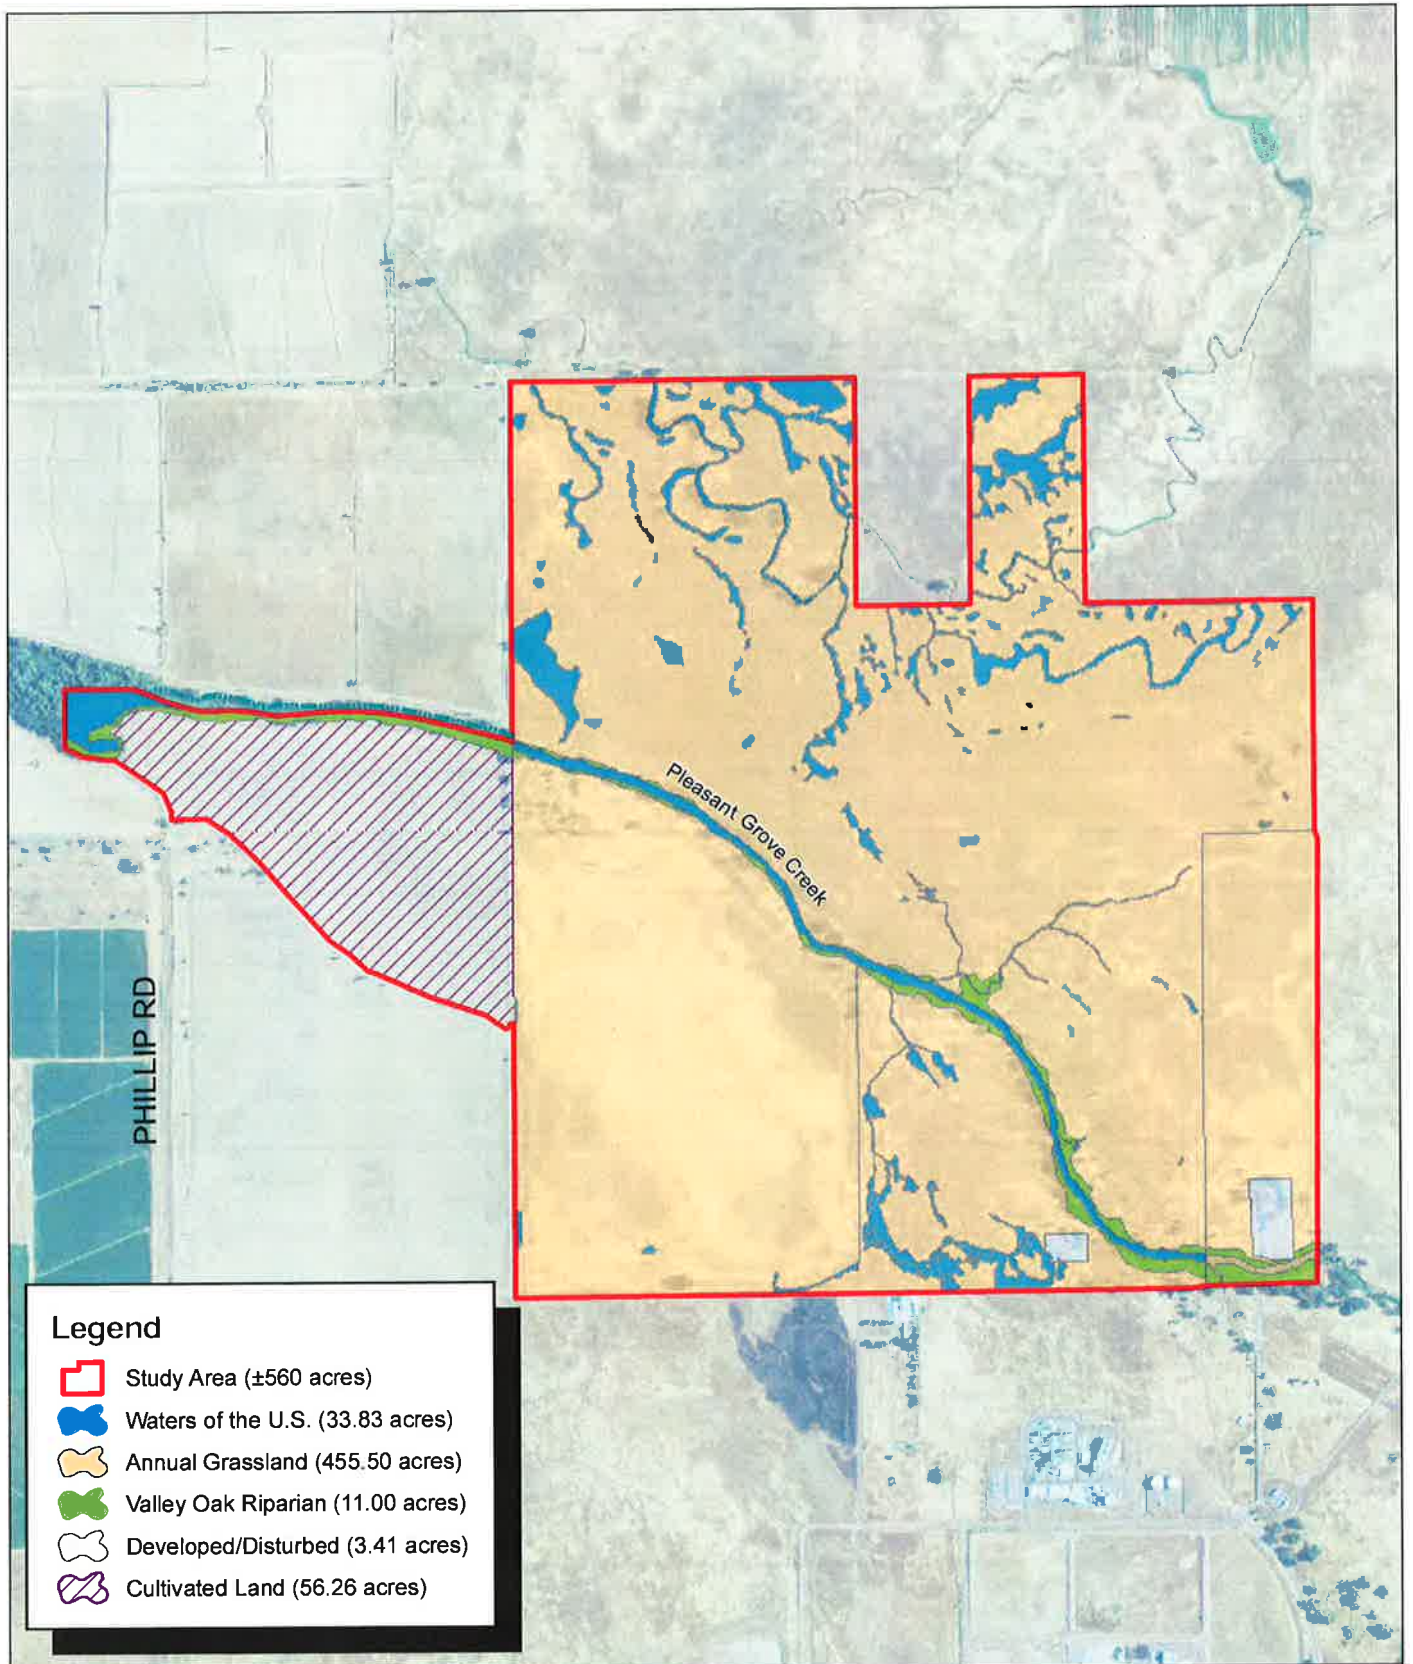 Pleasant Grove Creek
PHILLIP RD
Legend
Study Area (±560 acres)
Waters of the U.S. (33.83 acres)
Annual Grassland (455.50 acres)
Valley Oak Riparian (11.00 acres)
Developed/Disturbed (3.41 acres)
Cultivated Land (56.26 acres)